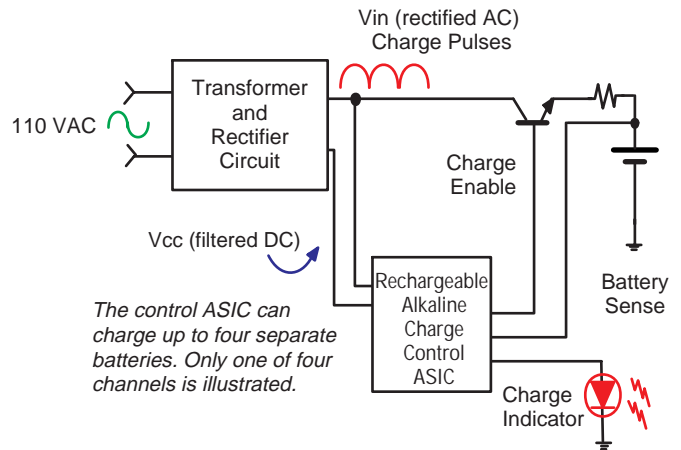 Vin (rectified AC)
Charge Pulses
Transformer
and
Rectifier
Circuit
110 VAC
Charge
Enable
Vcc (filtered DC)
Rechargeable
Alkaline
Charge
Control
ASIC
Battery
Sense
The control ASIC can
charge up to four separate
batteries. Only one of four
channels is illustrated.
Charge
Indicator